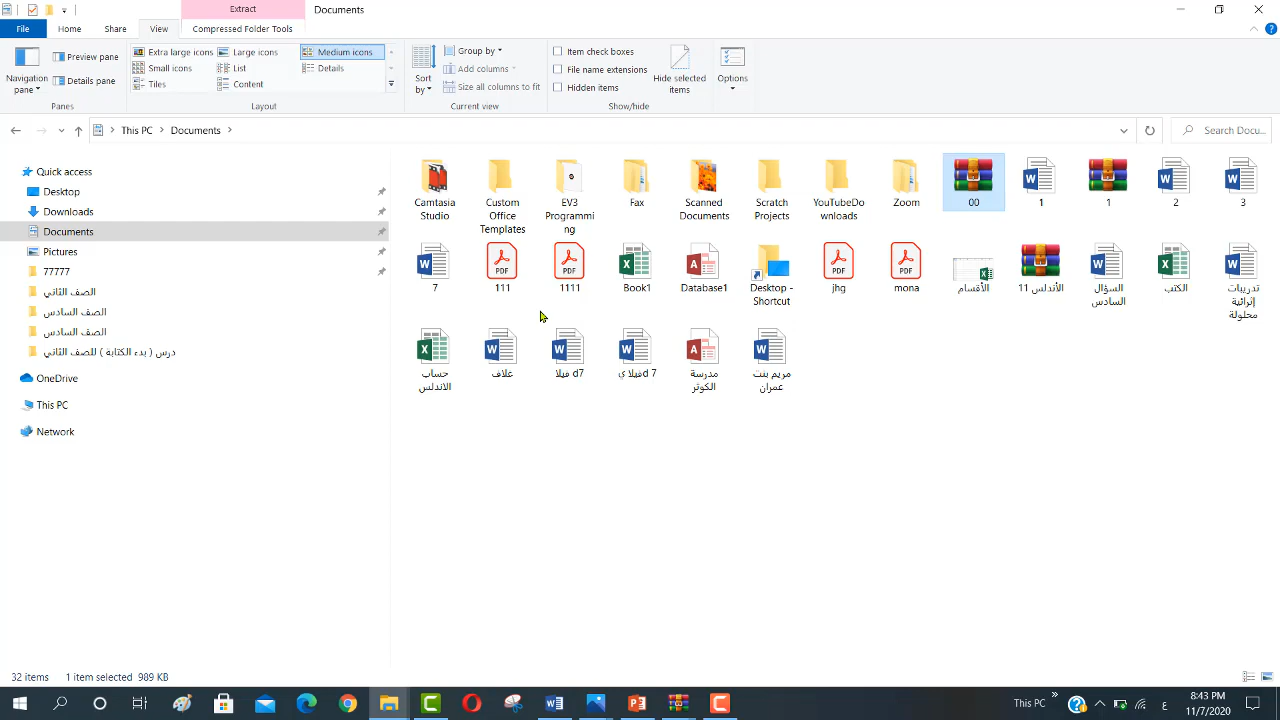 Extract
Documents
File
Home
Share
View
Compressed Folder Tools
Navigation pane
Preview pane
Details pane
Panes
Extra large icons
Large icons
Medium icons
Small icons
List
Details
Tiles
Content
Layout
Sort by
Group by
Add columns
Size all columns to fit
Current view
Item check boxes
File name extensions
Hidden items
Hide selected items
Show/hide
Options
This PC
Documents
Search Docu...
Quick access
Desktop
Downloads
Documents
Pictures
77777
الصف الثاني
الصف السادس
الصف السادس
درس ( بدء الكتابة ) للصف الثاني
OneDrive
This PC
Network
Camtasia
Studio
Custom
Office
Templates
EV3
Programmi
ng
Fax
Scanned
Documents
Scratch
Projects
YouTubeDo
wnloads
Zoom
00
1
1
2
3
7
111
1111
Book1
Database1
Desktop -
Shortcut
jhg
mona
الأقسام
الأندلس 11
السؤال
السادس
الكتب
تدريبات
إثرائية
محلولة
حساب
الاندلس
غلاف
فيلا d7
فيلا ي d 7
مدرسة
الكوثر
مريم بنت
عمران
32 items
1 item selected 989 KB
This PC
ع
8:43 PM
11/7/2020